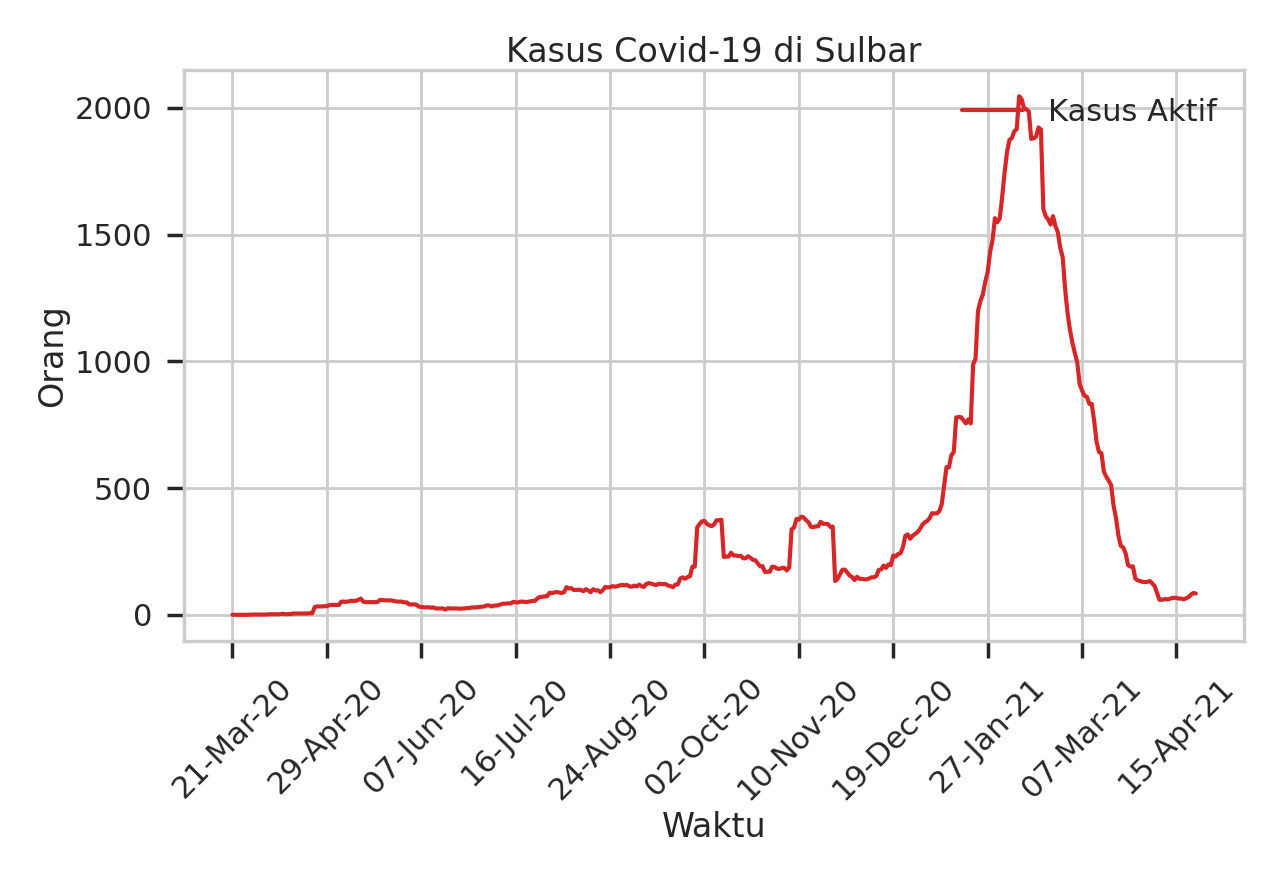 Kasus Covid-19 di Sulbar
Kasus Aktif
Orang
2000
1500
1000
500
0
21-Mar-20
29-Apr-20
07-Jun-20
16-Jul-20
24-Aug-20
02-Oct-20
10-Nov-20
19-Dec-20
27-Jan-21
07-Mar-21
15-Apr-21
Waktu